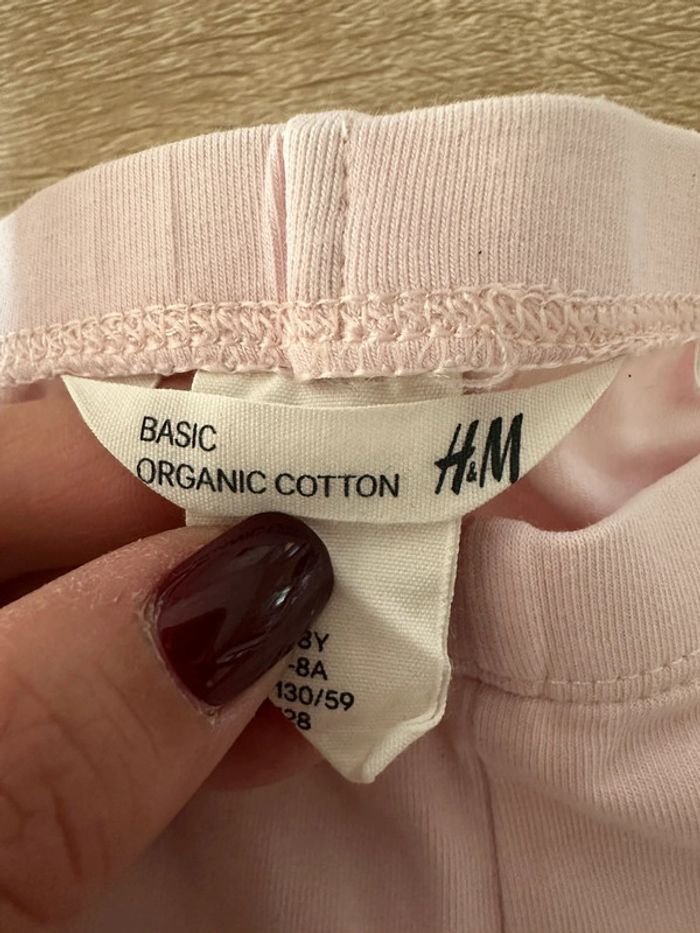 BASIC
ORGANIC COTTON H&M
8Y
-8A
130/59
28